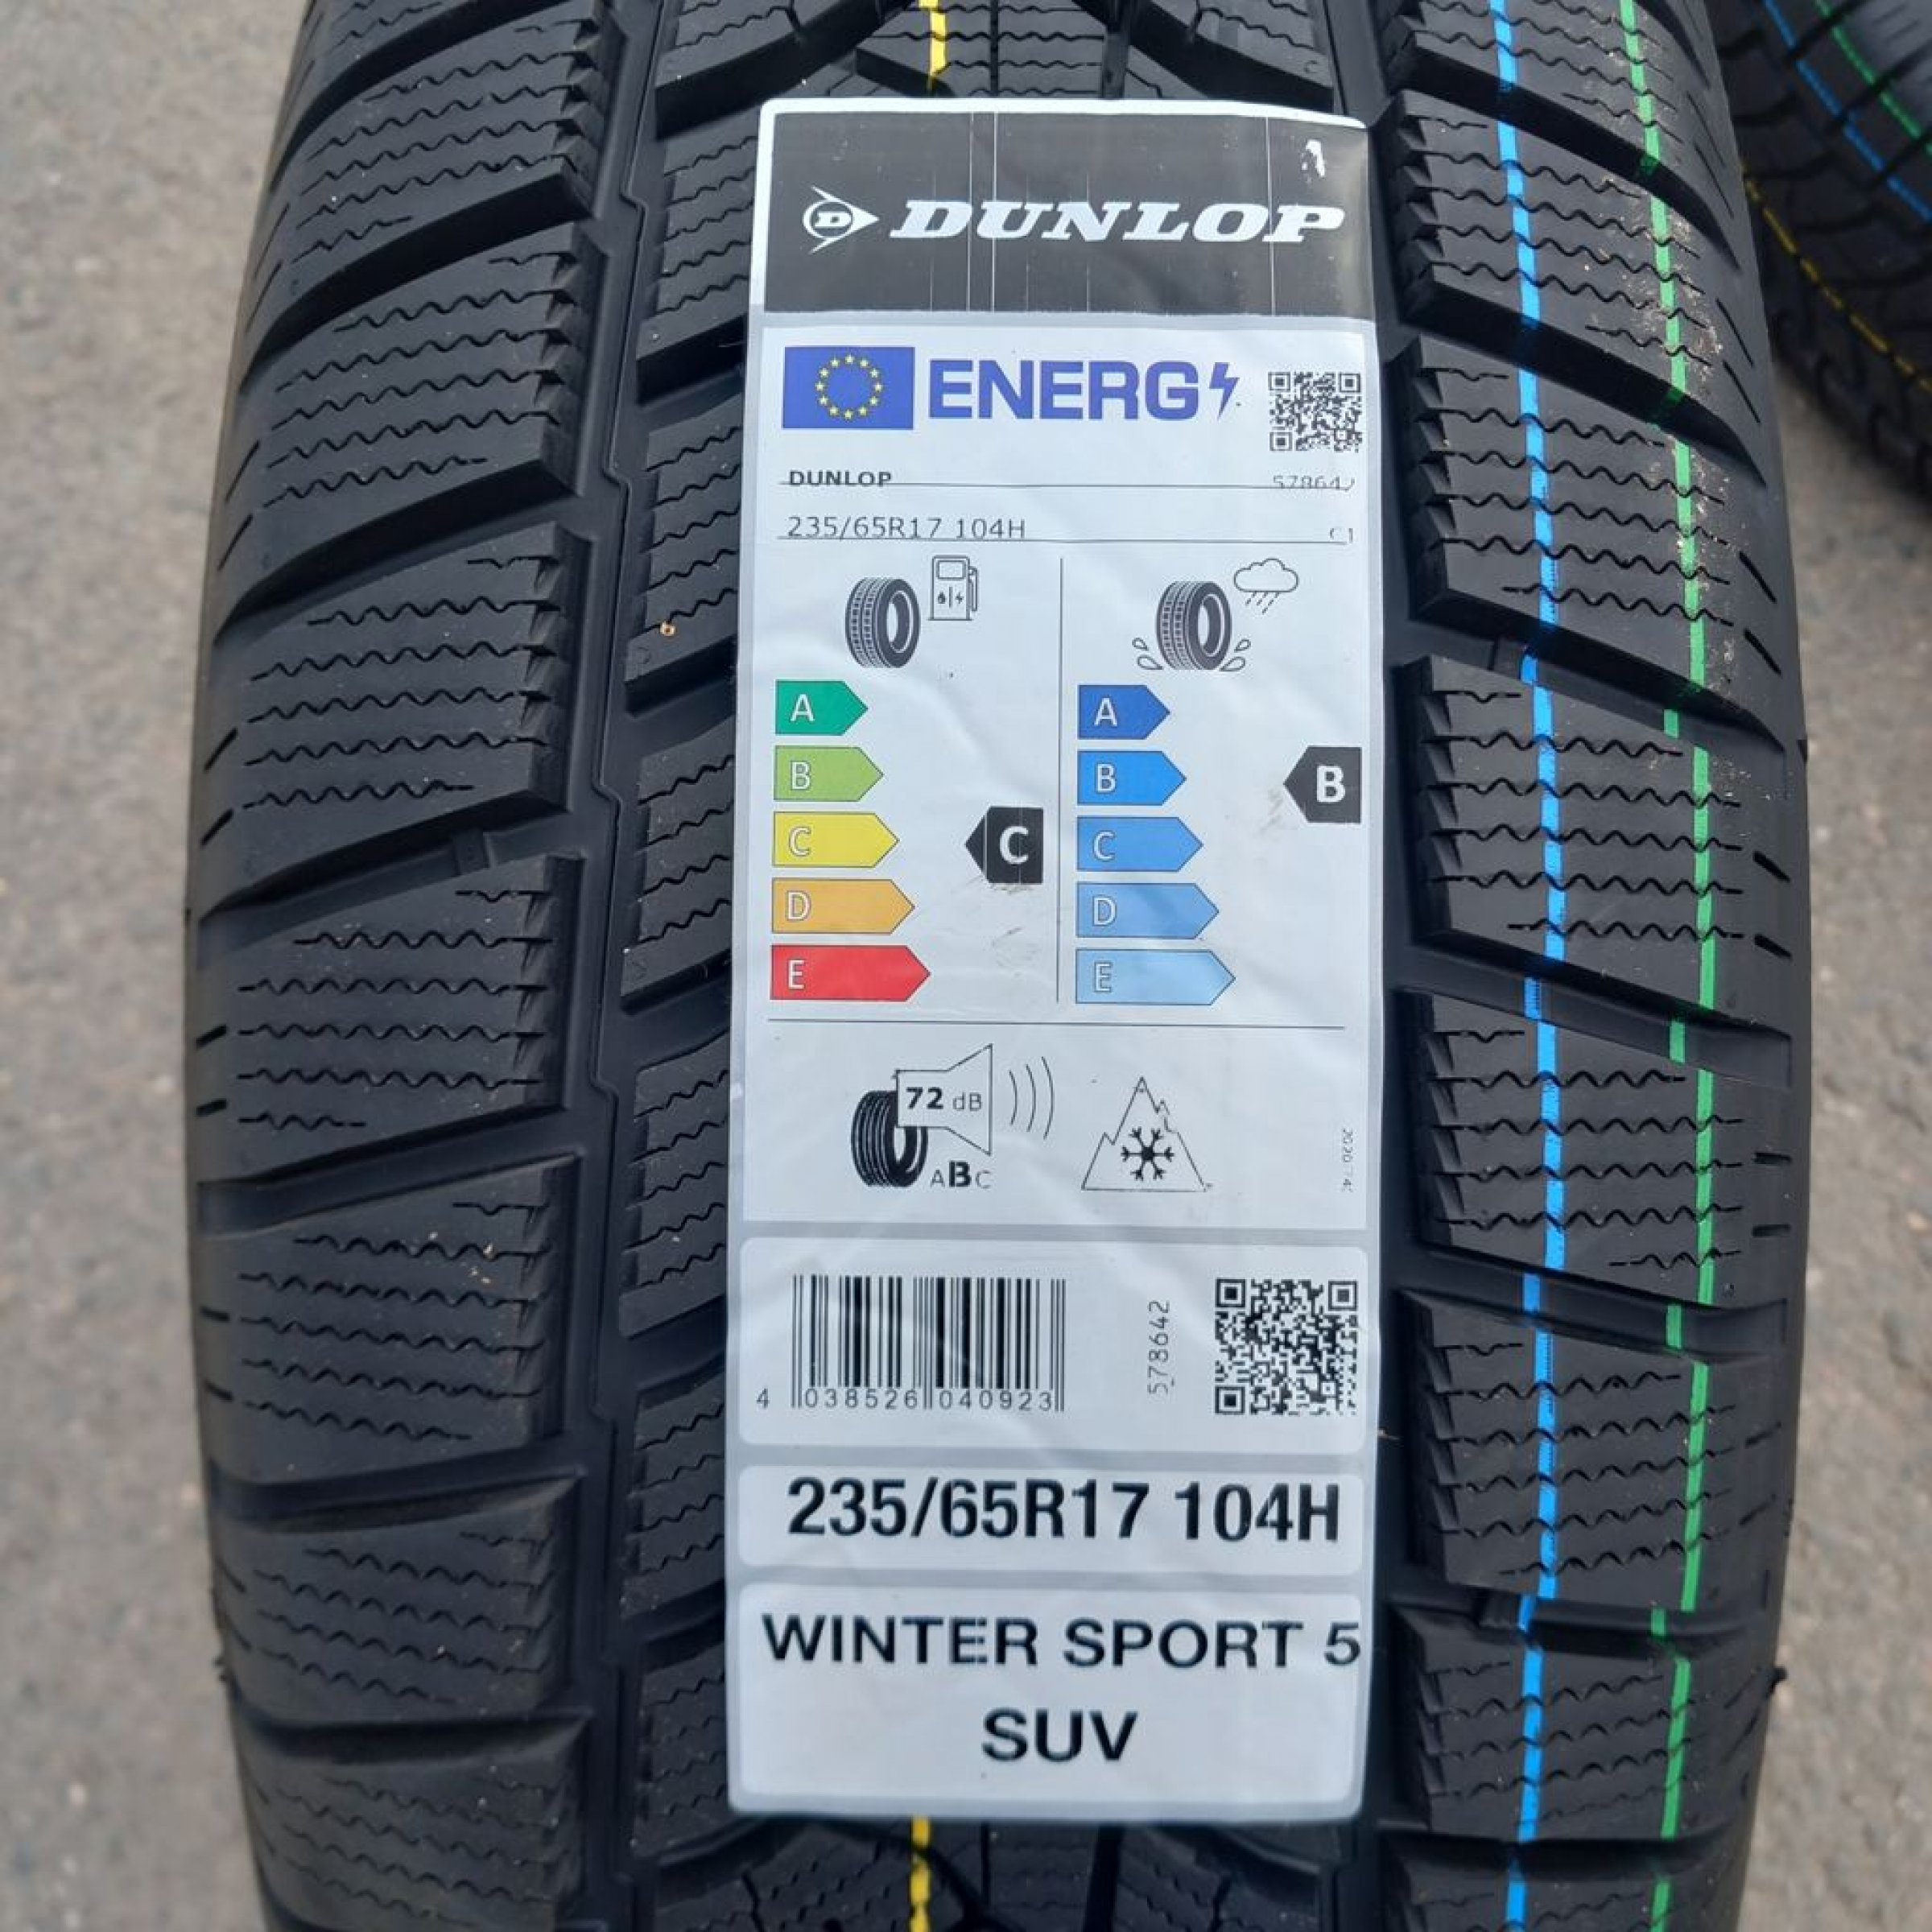 DUNLOP
ENERG
DUNLOP 578642
235/65R17 104H C1
A A
B B B
C C C
D D
E E
72 dB
ABC
4 038526 040923
578642
235/65R17 104H
WINTER SPORT 5
SUV